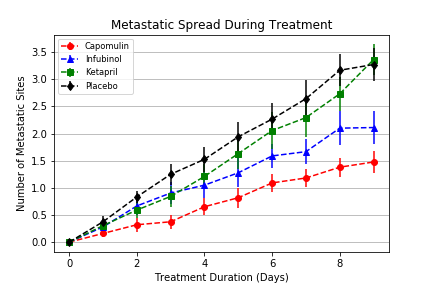 Metastatic Spread During Treatment
Capomulin
Infubinol
Ketapril
Placebo
Number of Metastatic Sites
3.5
3.0
2.5
2.0
1.5
1.0
0.5
0.0
0 2 4 6 8
Treatment Duration (Days)